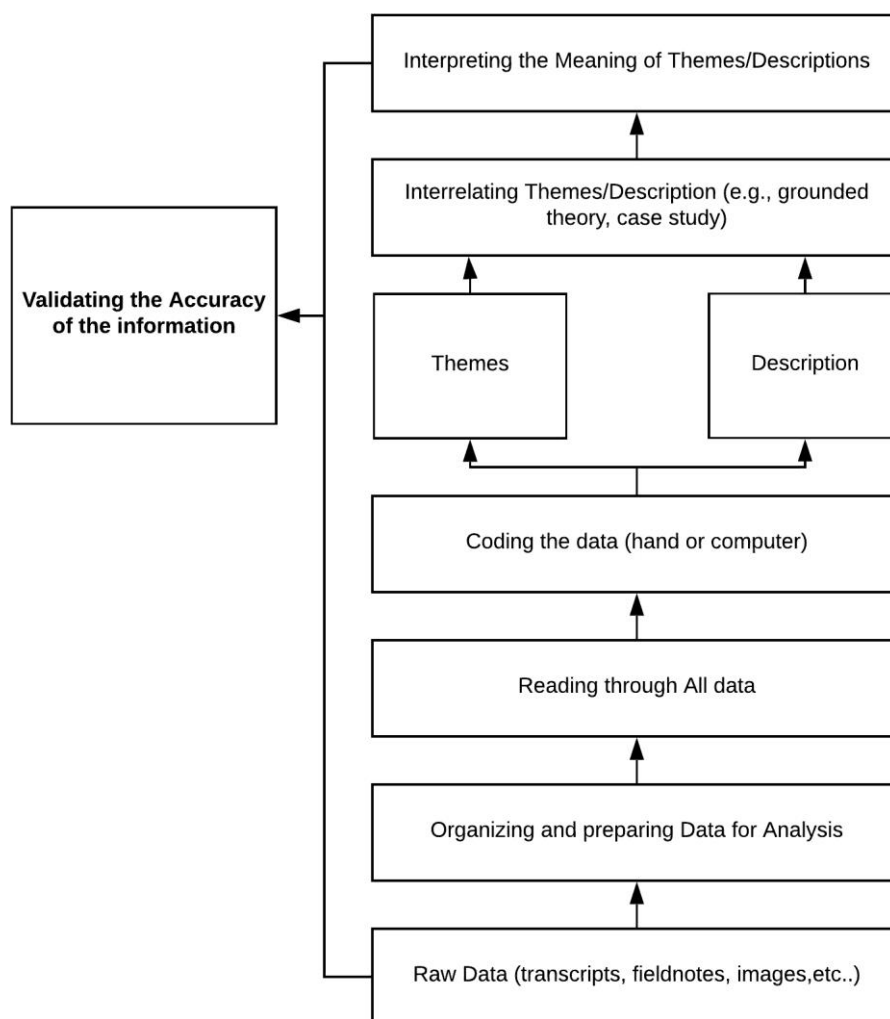 Interpreting the Meaning of Themes/Descriptions
Interrelating Themes/Description (e.g., grounded
theory, case study)
Validating the Accuracy
of the information
Themes
Description
Coding the data (hand or computer)
Reading through All data
Organizing and preparing Data for Analysis
Raw Data (transcripts, fieldnotes, images,etc..)